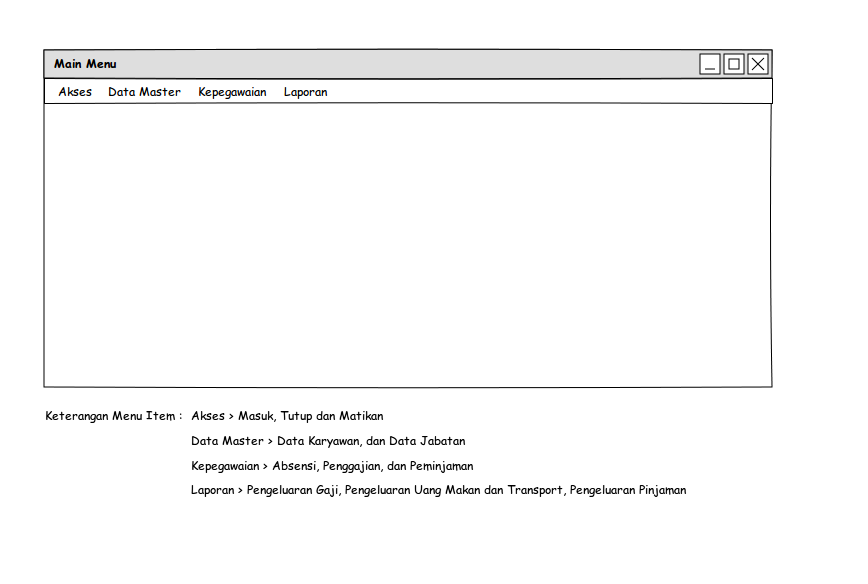 Main Menu
Akses Data Master Kepegawaian Laporan
Keterangan Menu Item : Akses > Masuk, Tutup dan Matikan
Data Master > Data Karyawan, dan Data Jabatan
Kepegawaian > Absensi, Penggajian, dan Peminjaman
Laporan > Pengeluaran Gaji, Pengeluaran Uang Makan dan Transport, Pengeluaran Pinjaman